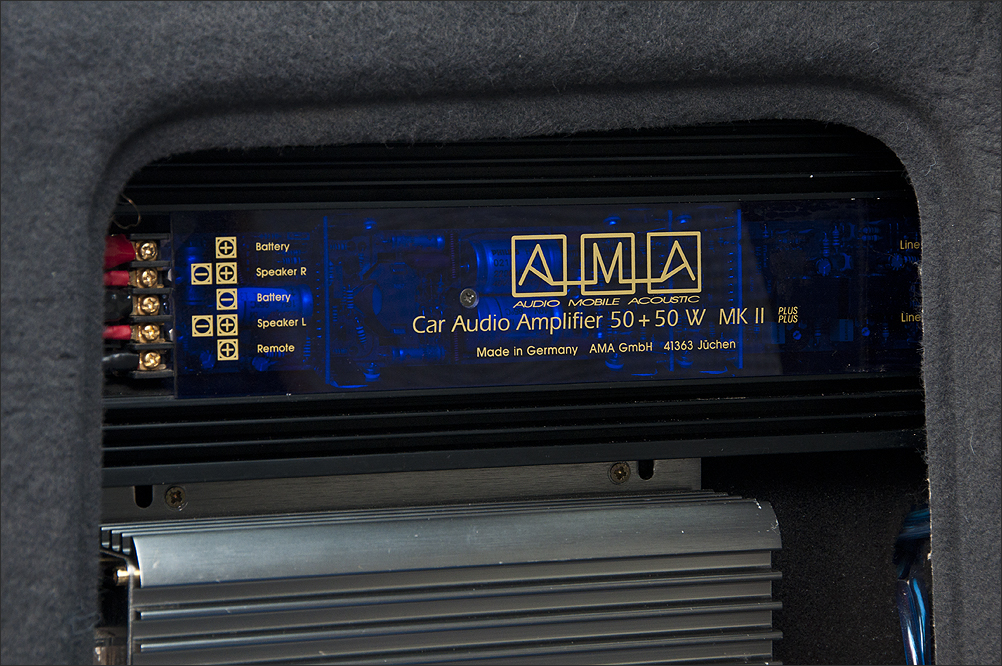 Battery
Speaker R
Battery
Speaker L
Remote
AMA
AUDIO MOBILE ACOUSTIC
Car Audio Amplifier 50+50 W MK II PLUS PLUS
Made in Germany AMA GmbH 41363 Jüchen
Line
Line